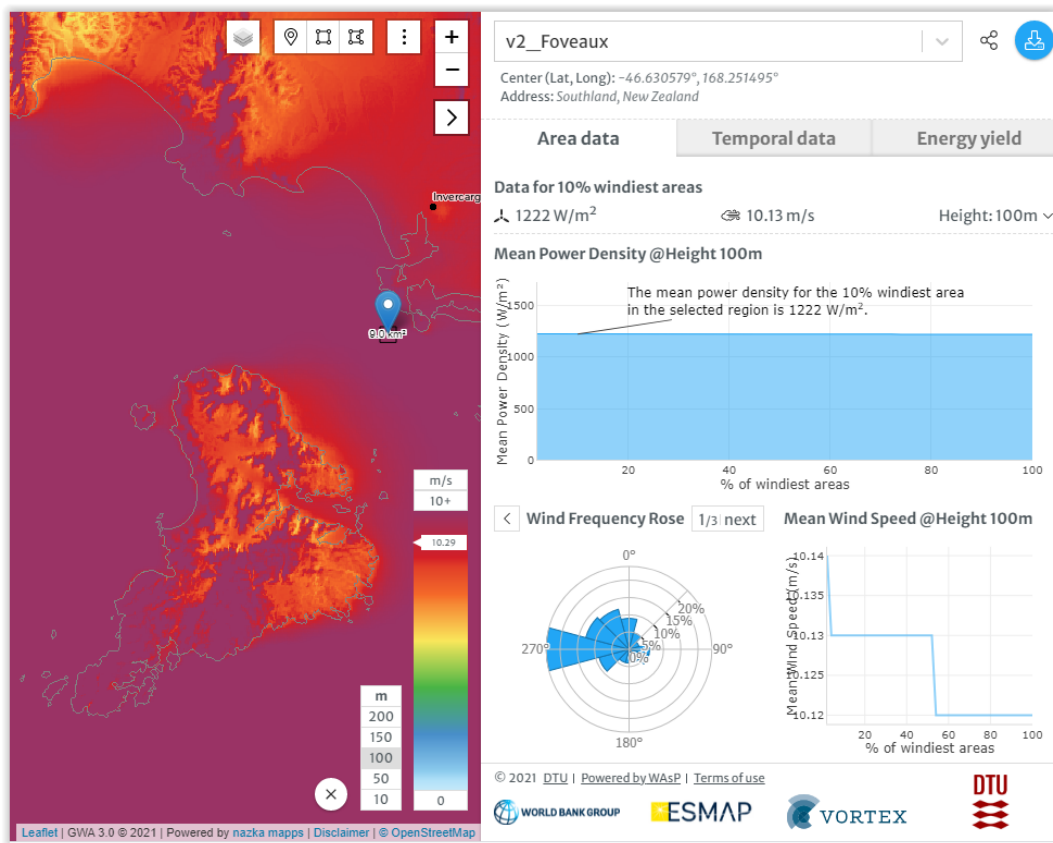 +
−
Invercarg
9.0 km²
m/s
10+
10.29
m
200
150
100
50
10
0
Leaflet | GWA 3.0 © 2021 | Powered by nazka mapps | Disclaimer | © OpenStreetMap
v2_Foveaux
Center (Lat, Long): -46.630579°, 168.251495°
Address: Southland, New Zealand
Area data Temporal data Energy yield
Data for 10% windiest areas
1222 W/m² 10.13 m/s Height: 100m
Mean Power Density @Height 100m
The mean power density for the 10% windiest area
in the selected region is 1222 W/m².
Mean Power Density (W/m²)
1500
1000
500
0
20 40 60 80 100
% of windiest areas
Wind Frequency Rose 1/3 next
0°
90°
180°
270°
20%
15%
10%
5%
0%
Mean Wind Speed @Height 100m
Mean Wind Speed (m/s)
10.14
10.135
10.13
10.125
10.12
20 40 60 80 100
% of windiest areas
© 2021 DTU | Powered by WAsP | Terms of use
WORLD BANK GROUP
ESMAP
VORTEX
DTU